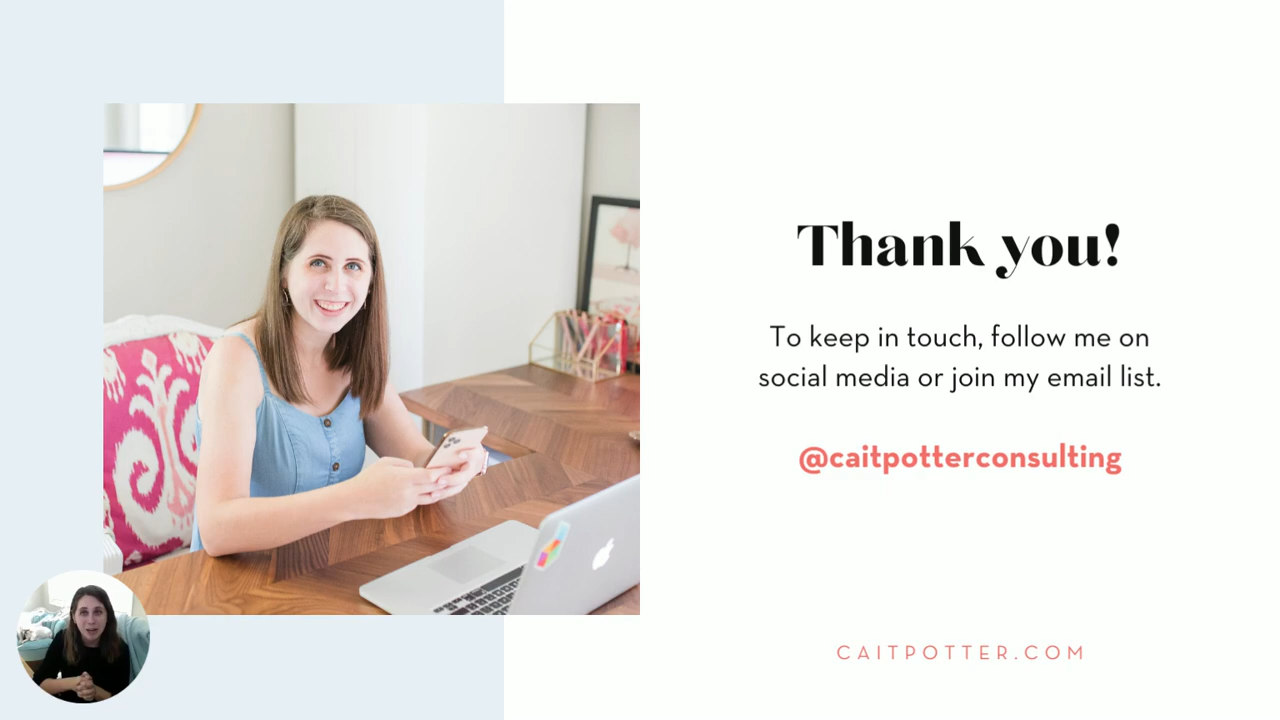 Thank you!
To keep in touch, follow me on
social media or join my email list.
@caitpotterconsulting
CAITPOTTER.COM